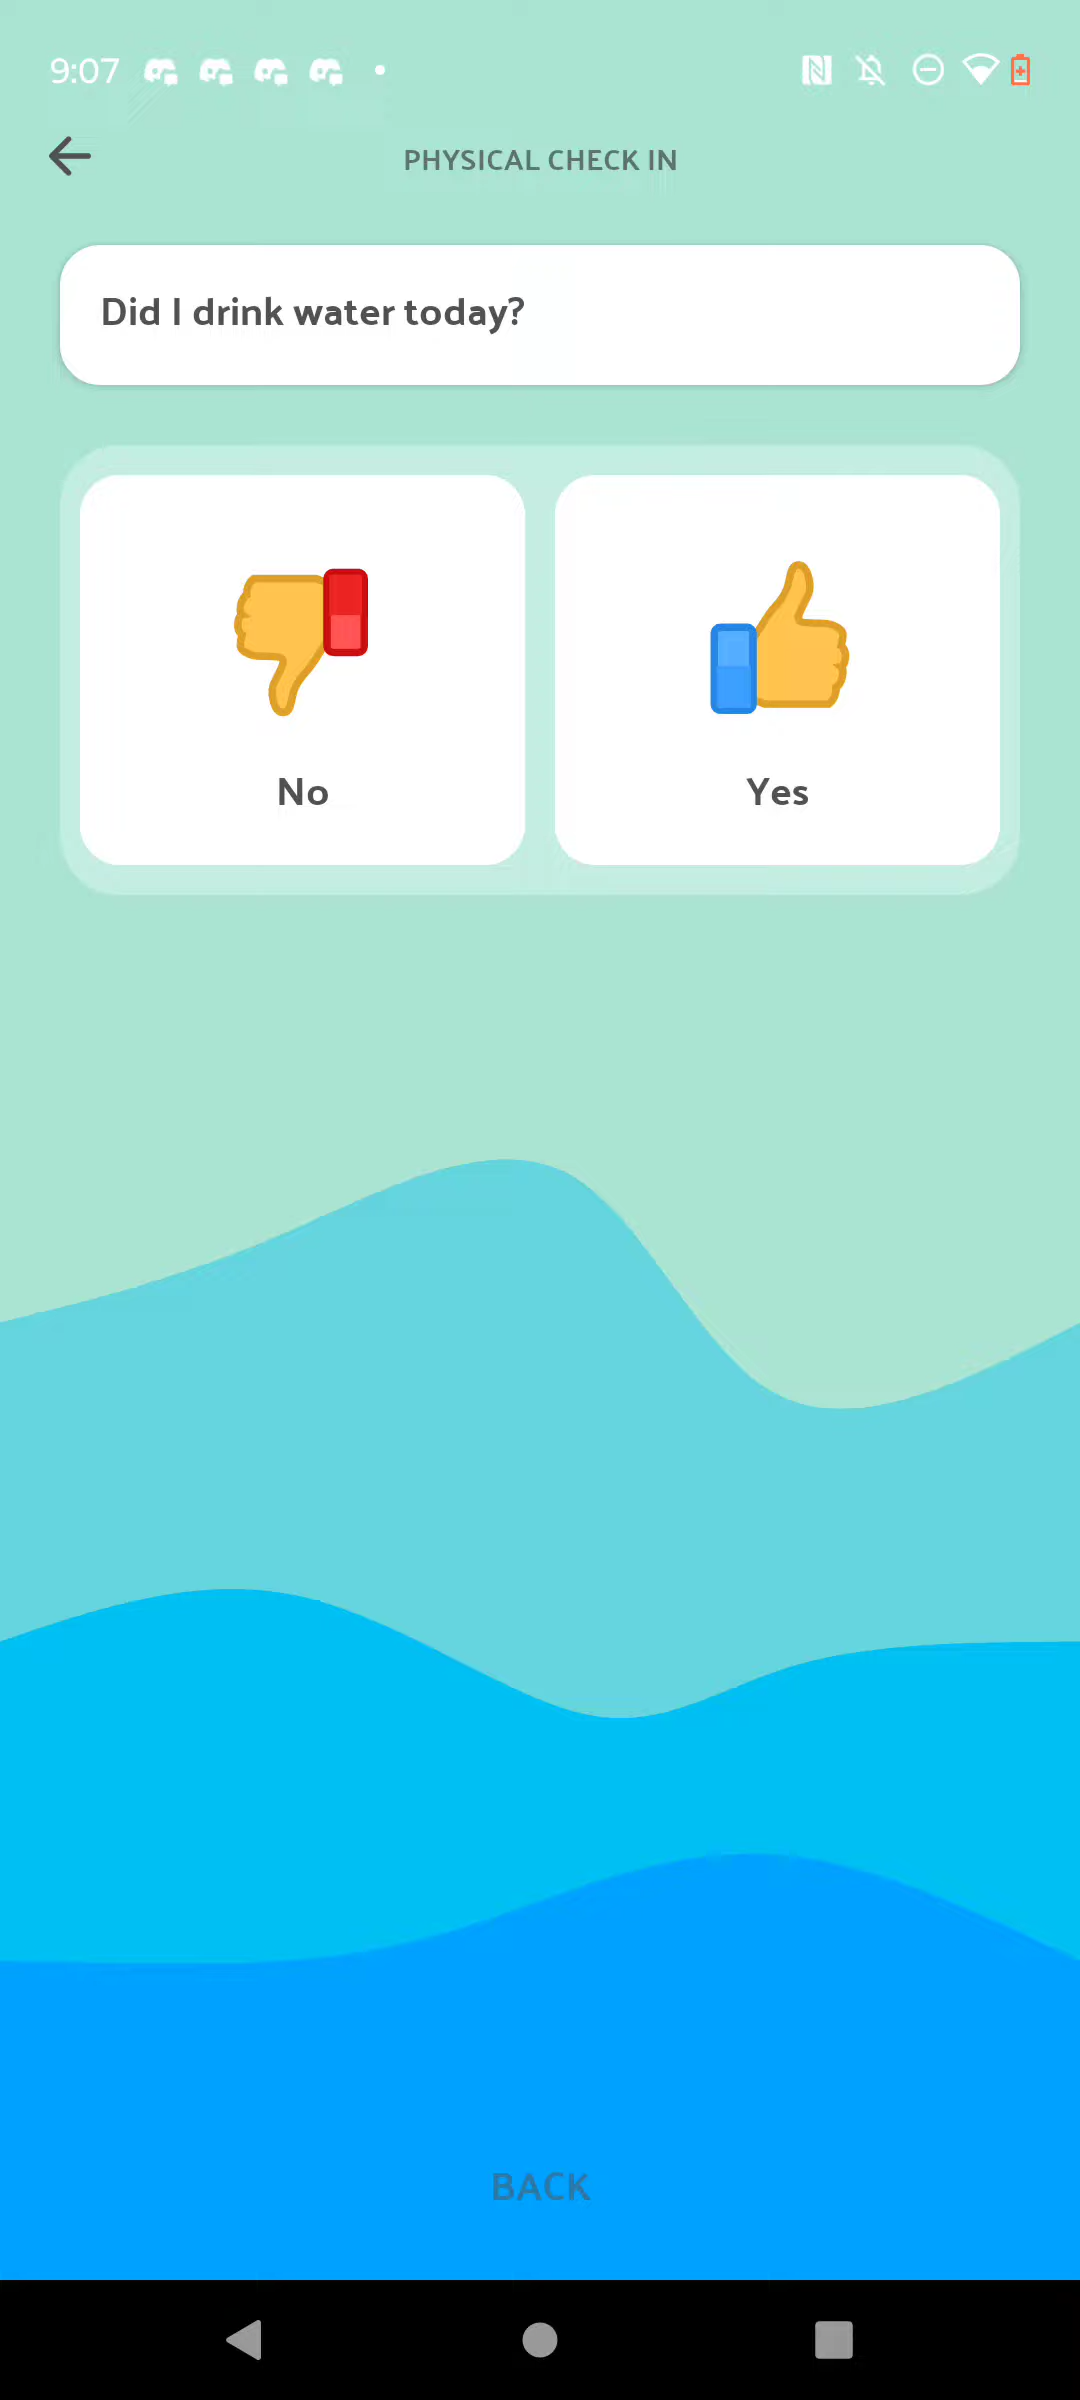 9:07
PHYSICAL CHECK IN
Did I drink water today?
No
Yes
BACK